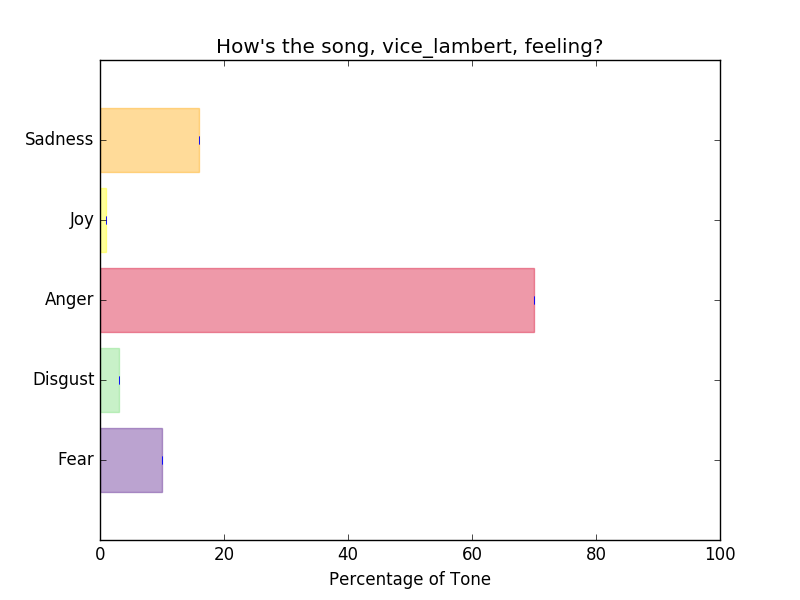 How's the song, vice_lambert, feeling?
Sadness
Joy
Anger
Disgust
Fear
0 20 40 60 80 100
Percentage of Tone